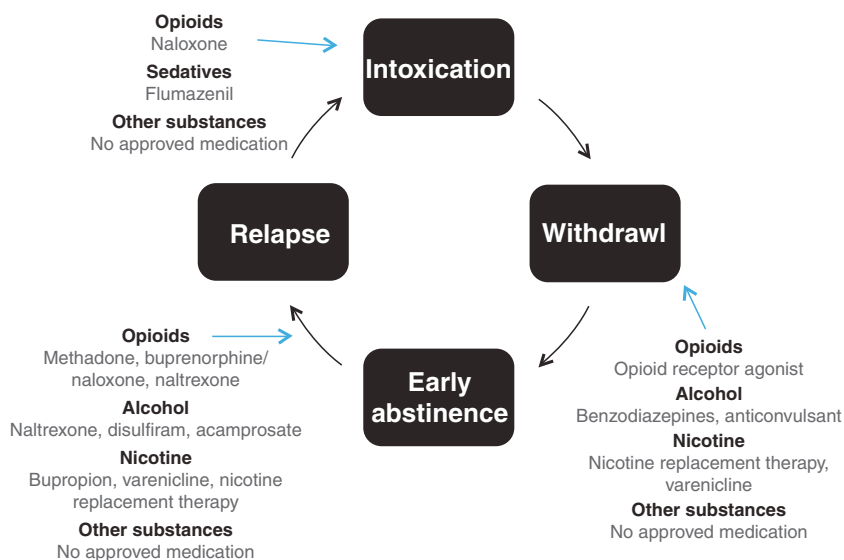 Opioids
Naloxone
Sedatives
Flumazenil
Other substances
No approved medication
Intoxication
Relapse
Withdrawl
Early
abstinence
Opioids
Methadone, buprenorphine/
naloxone, naltrexone
Alcohol
Naltrexone, disulfiram, acamprosate
Nicotine
Bupropion, varenicline, nicotine
replacement therapy
Other substances
No approved medication
Opioids
Opioid receptor agonist
Alcohol
Benzodiazepines, anticonvulsant
Nicotine
Nicotine replacement therapy,
varenicline
Other substances
No approved medication